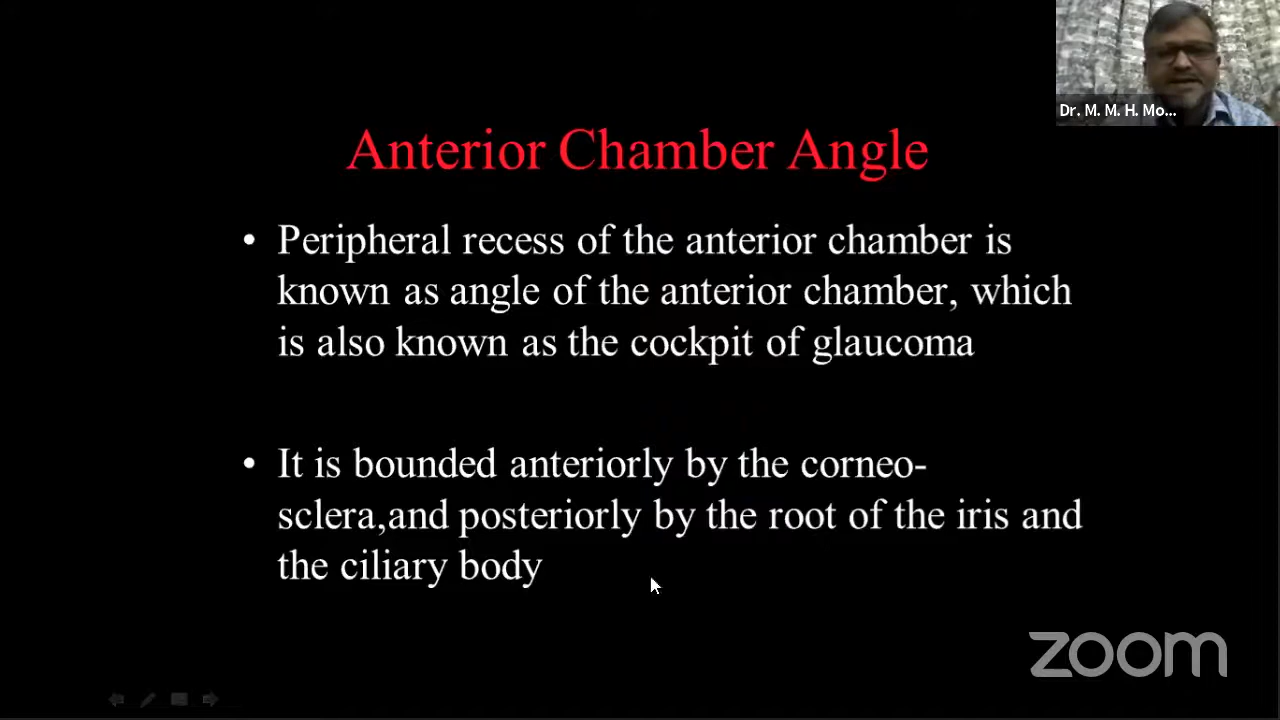 Dr. M. M. H. Mo...
Anterior Chamber Angle
• Peripheral recess of the anterior chamber is
known as angle of the anterior chamber, which
is also known as the cockpit of glaucoma
• It is bounded anteriorly by the corneo-
sclera,and posteriorly by the root of the iris and
the ciliary body
zoom